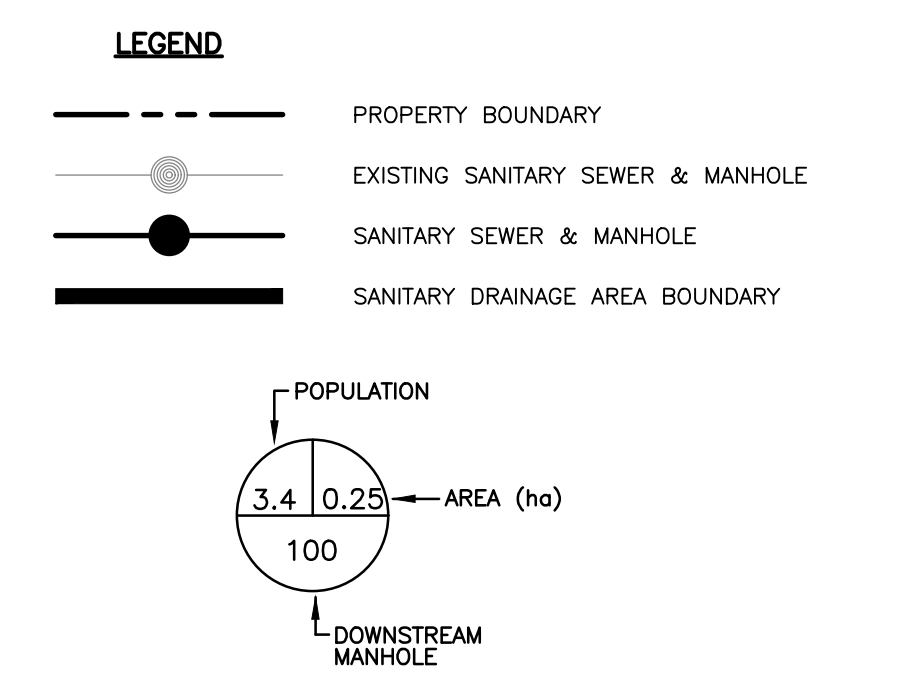 LEGEND
PROPERTY BOUNDARY
EXISTING SANITARY SEWER & MANHOLE
SANITARY SEWER & MANHOLE
SANITARY DRAINAGE AREA BOUNDARY
POPULATION
3.4 0.25
AREA (ha)
100
DOWNSTREAM
MANHOLE